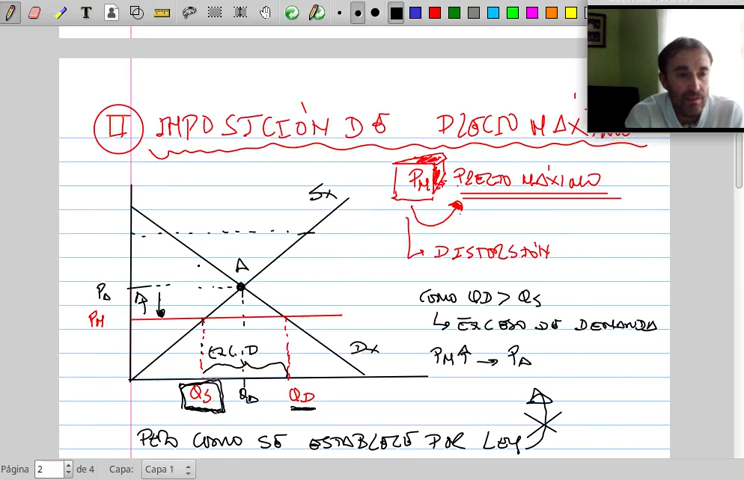 II IMPOSICIÓN DE PRECIO MÁXIMO
PM PRECIO MÁXIMO
DISTORSIÓN
Sx
A
PA
PM
COMO QD > QS
EXCESO DE DEMANDA
PM↑ → PA
EXC.D
Dx
QS QA QD
A
PERO COMO SE ESTABLECE POR LEY
Página 2 de 4 Capa: Capa 1